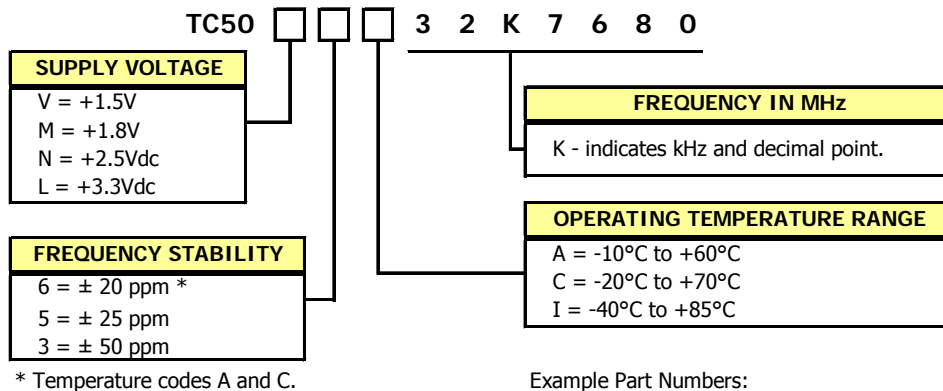 TC50 3 2 K 7 6 8 0
SUPPLY VOLTAGE
V = +1.5V
M = +1.8V
N = +2.5Vdc
L = +3.3Vdc
FREQUENCY IN MHz
K - indicates kHz and decimal point.
OPERATING TEMPERATURE RANGE
A = -10°C to +60°C
C = -20°C to +70°C
I = -40°C to +85°C
FREQUENCY STABILITY
6 = ± 20 ppm *
5 = ± 25 ppm
3 = ± 50 ppm
* Temperature codes A and C.
Example Part Numbers: